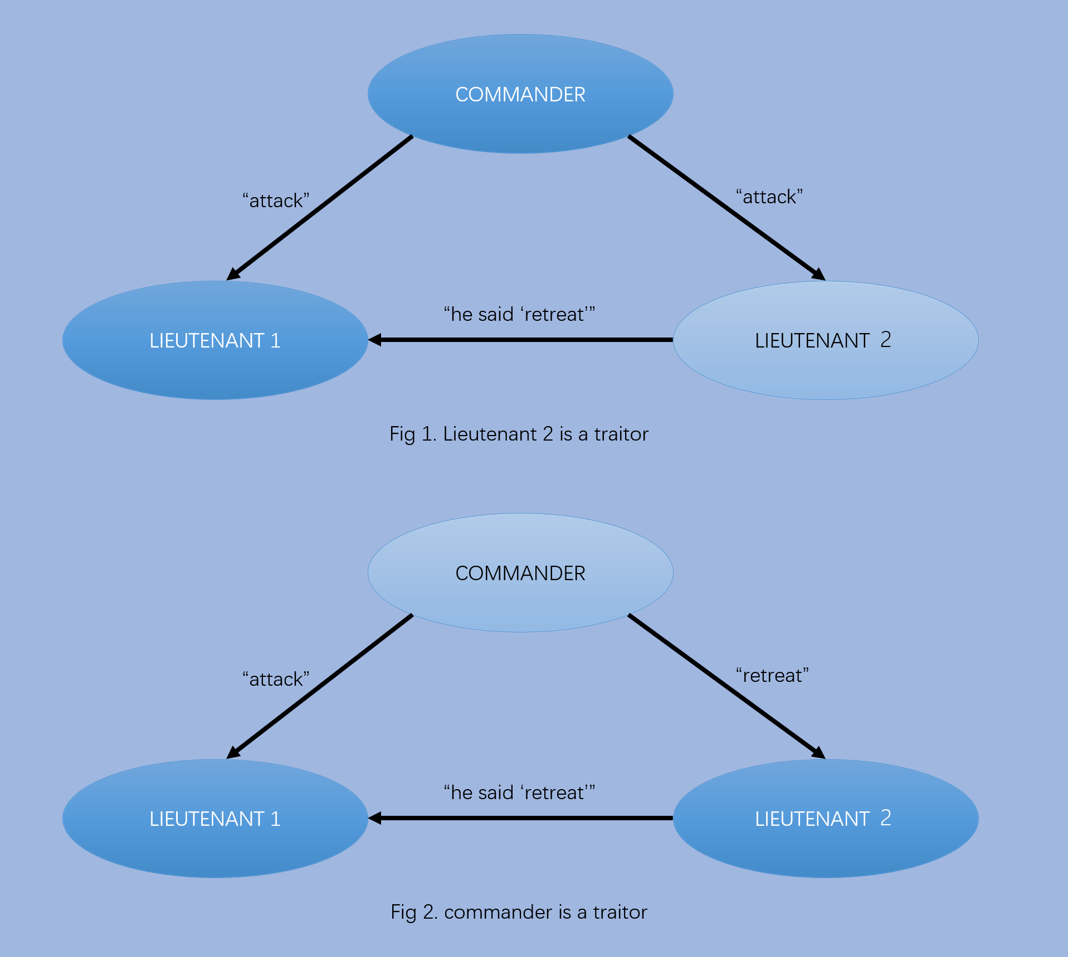 COMMANDER
“attack”
“attack”
“he said ‘retreat’”
LIEUTENANT 1
LIEUTENANT 2
Fig 1. Lieutenant 2 is a traitor
COMMANDER
“attack”
“retreat”
“he said ‘retreat’”
LIEUTENANT 1
LIEUTENANT 2
Fig 2. commander is a traitor